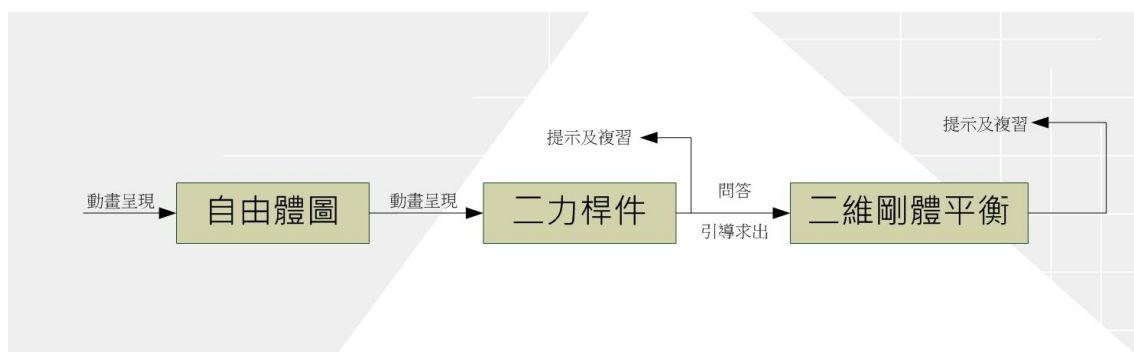 動畫呈現
自由體圖
動畫呈現
二力桿件
提示及複習
問答
引導求出
二維剛體平衡
提示及複習